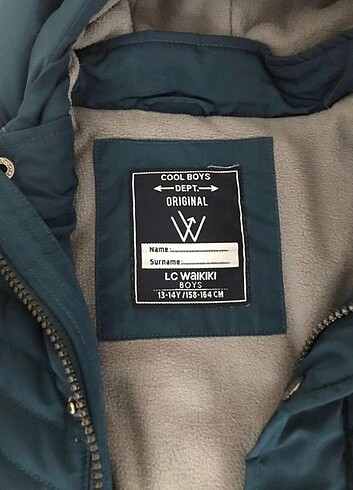 COOL BOYS
DEPT.
ORIGINAL
Name:
Surname:
LC WAIKIKI
BOYS
13-14Y/158-164 CM